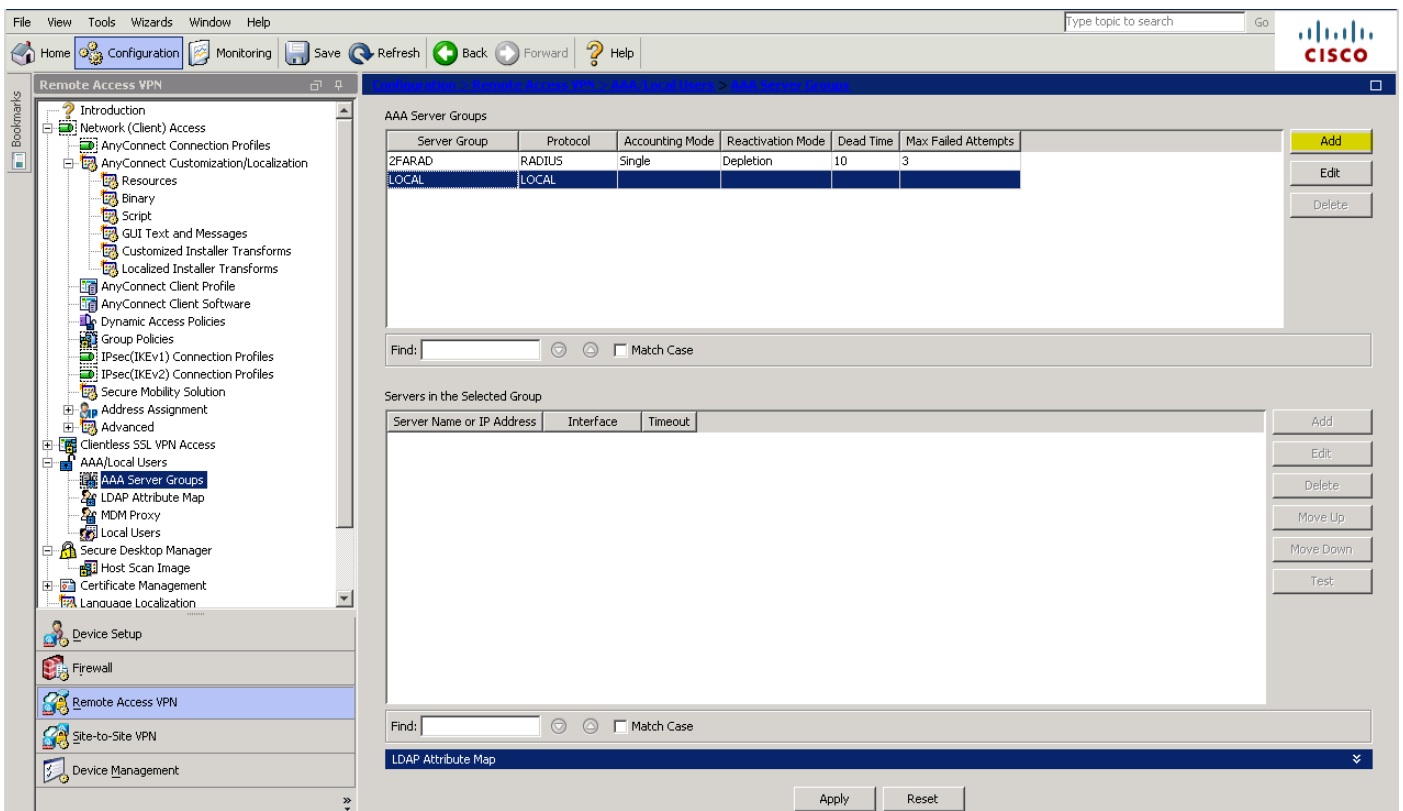 File View Tools Wizards Window Help
Type topic to search Go
Home Configuration Monitoring Save Refresh Back Forward Help
CISCO
Bookmarks
Remote Access VPN
Configuration > Remote Access VPN > AAA/Local Users > AAA Server Groups
Introduction
Network (Client) Access
AnyConnect Connection Profiles
AnyConnect Customization/Localization
Resources
Binary
Script
GUI Text and Messages
Customized Installer Transforms
Localized Installer Transforms
AnyConnect Client Profile
AnyConnect Client Software
Dynamic Access Policies
Group Policies
IPsec(IKEv1) Connection Profiles
IPsec(IKEv2) Connection Profiles
Secure Mobility Solution
Address Assignment
Advanced
Clientless SSL VPN Access
AAA/Local Users
AAA Server Groups
LDAP Attribute Map
MDM Proxy
Local Users
Secure Desktop Manager
Host Scan Image
Certificate Management
Language Localization
Device Setup
Firewall
Remote Access VPN
Site-to-Site VPN
Device Management
»
AAA Server Groups
Server Group Protocol Accounting Mode Reactivation Mode Dead Time Max Failed Attempts
2FARAD RADIUS Single Depletion 10 3
LOCAL LOCAL
Add
Edit
Delete
Find: Match Case
Servers in the Selected Group
Server Name or IP Address Interface Timeout
Add
Edit
Delete
Move Up
Move Down
Test
Find: Match Case
LDAP Attribute Map
Apply Reset